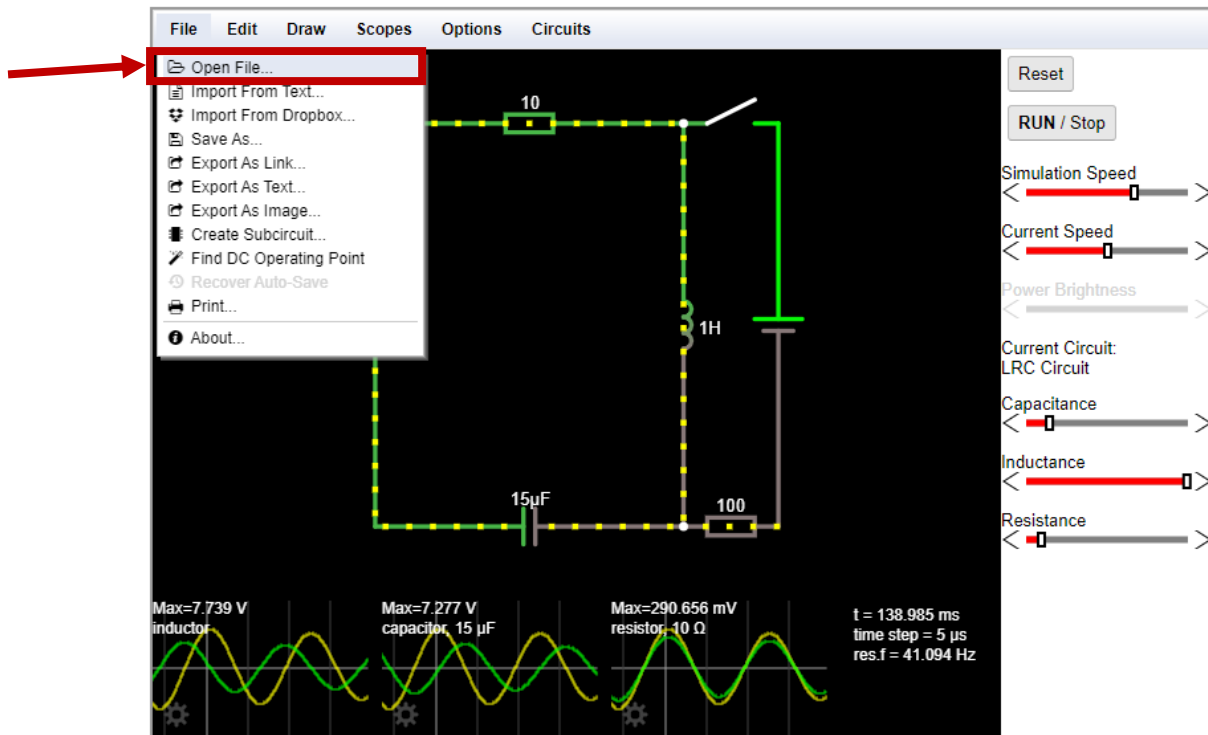 File Edit Draw Scopes Options Circuits
Open File...
Import From Text...
Import From Dropbox...
Save As...
Export As Link...
Export As Text...
Export As Image...
Create Subcircuit...
Find DC Operating Point
Recover Auto-Save
Print...
About...
10
1H
15µF
100
Max=7.739 V
inductor
Max=7.277 V
capacitor, 15 µF
Max=290.656 mV
resistor, 10 Ω
t = 138.985 ms
time step = 5 µs
res.f = 41.094 Hz
Reset
RUN / Stop
Simulation Speed
Current Speed
Power Brightness
Current Circuit:
LRC Circuit
Capacitance
Inductance
Resistance